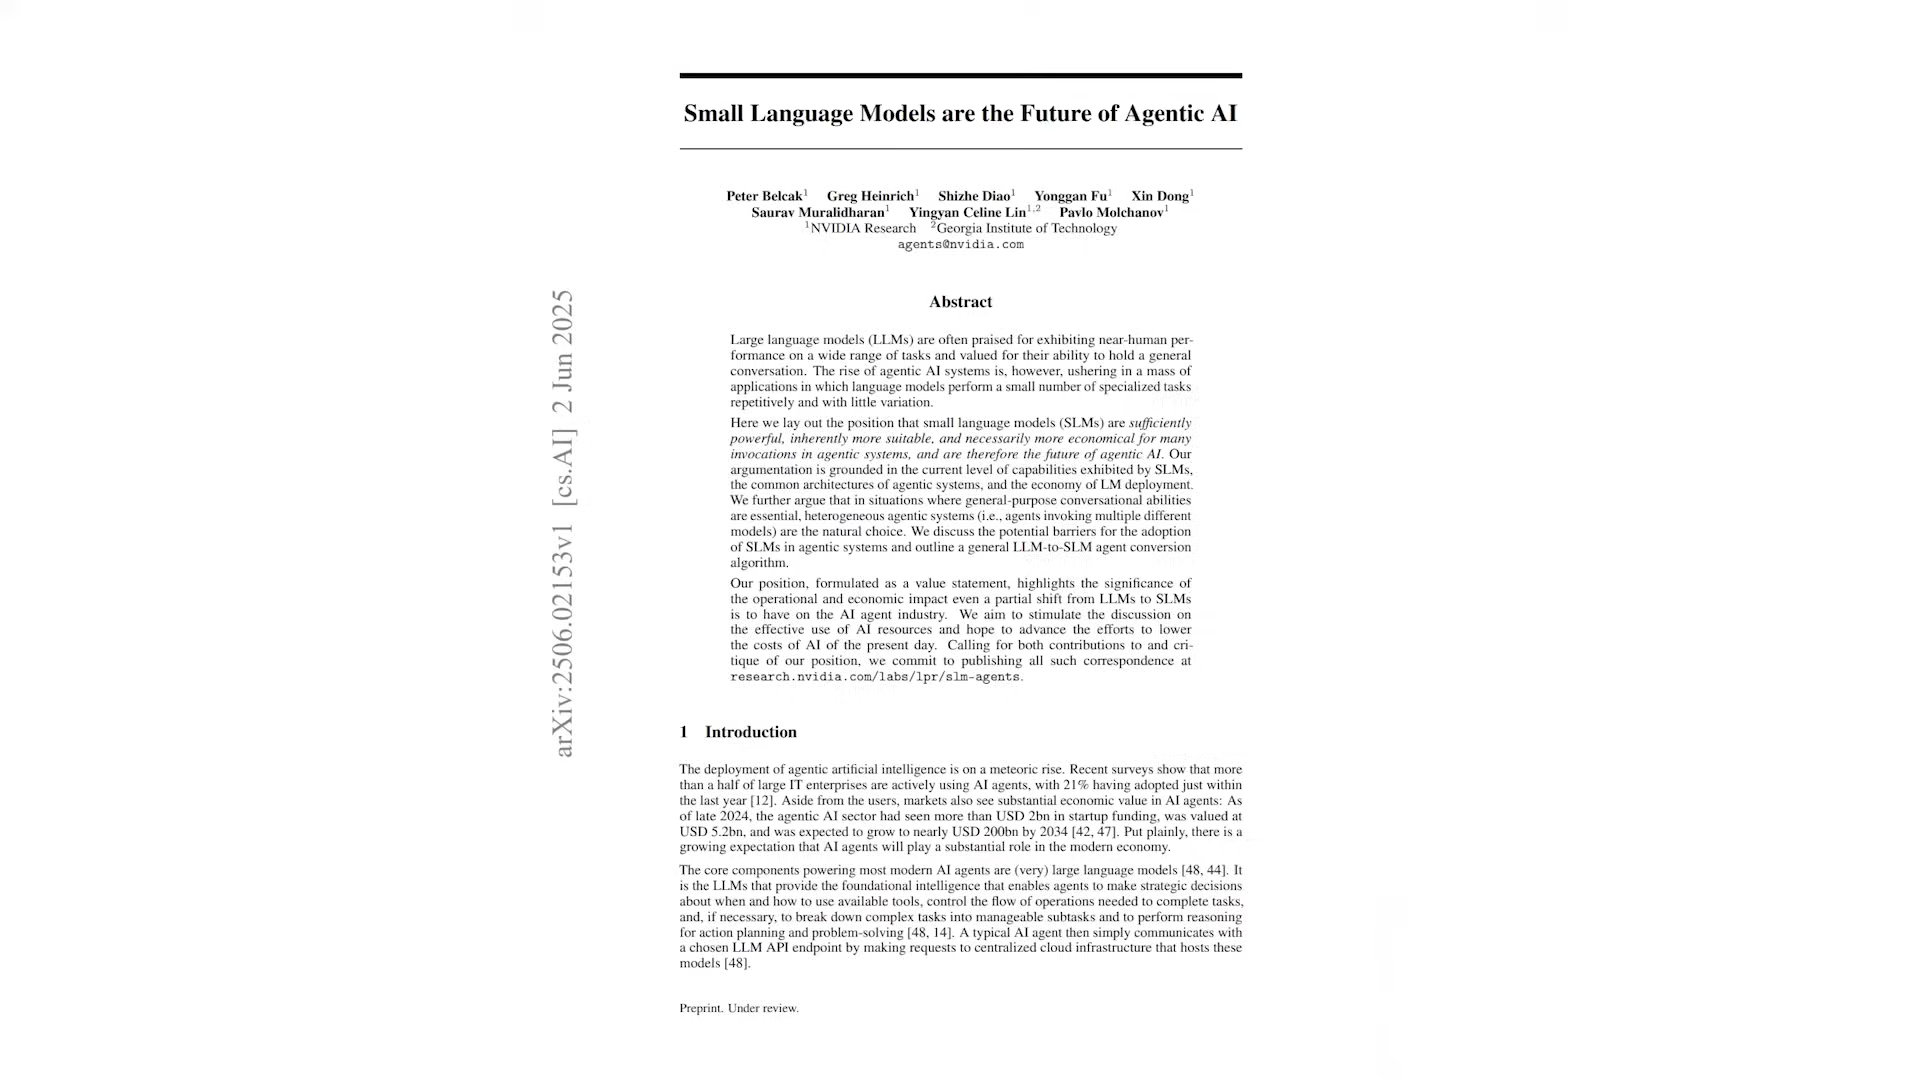 Small Language Models are the Future of Agentic AI
Peter Belcak¹ Greg Heinrich¹ Shizhe Diao¹ Yonggan Fu¹ Xin Dong¹
Saurav Muralidharan¹ Yingyan Celine Lin¹,² Pavlo Molchanov¹
¹NVIDIA Research ²Georgia Institute of Technology
agents@nvidia.com
arXiv:2506.02153v1 [cs.AI] 2 Jun 2025
Abstract
Large language models (LLMs) are often praised for exhibiting near-human per-
formance on a wide range of tasks and valued for their ability to hold a general
conversation. The rise of agentic AI systems is, however, ushering in a mass of
applications in which language models perform a small number of specialized tasks
repetitively and with little variation.
Here we lay out the position that small language models (SLMs) are sufficiently
powerful, inherently more suitable, and necessarily more economical for many
invocations in agentic systems, and are therefore the future of agentic AI. Our
argumentation is grounded in the current level of capabilities exhibited by SLMs,
the common architectures of agentic systems, and the economy of LM deployment.
We further argue that in situations where general-purpose conversational abilities
are essential, heterogeneous agentic systems (i.e., agents invoking multiple different
models) are the natural choice. We discuss the potential barriers for the adoption
of SLMs in agentic systems and outline a general LLM-to-SLM agent conversion
algorithm.
Our position, formulated as a value statement, highlights the significance of
the operational and economic impact even a partial shift from LLMs to SLMs
is to have on the AI agent industry. We aim to stimulate the discussion on
the effective use of AI resources and hope to advance the efforts to lower
the costs of AI of the present day. Calling for both contributions to and cri-
tique of our position, we commit to publishing all such correspondence at
research.nvidia.com/labs/lpr/slm-agents.
1 Introduction
The deployment of agentic artificial intelligence is on a meteoric rise. Recent surveys show that more
than a half of large IT enterprises are actively using AI agents, with 21% having adopted just within
the last year [12]. Aside from the users, markets also see substantial economic value in AI agents: As
of late 2024, the agentic AI sector had seen more than USD 2bn in startup funding, was valued at
USD 5.2bn, and was expected to grow to nearly USD 200bn by 2034 [42, 47]. Put plainly, there is a
growing expectation that AI agents will play a substantial role in the modern economy.
The core components powering most modern AI agents are (very) large language models [48, 44]. It
is the LLMs that provide the foundational intelligence that enables agents to make strategic decisions
about when and how to use available tools, control the flow of operations needed to complete tasks,
and, if necessary, to break down complex tasks into manageable subtasks and to perform reasoning
for action planning and problem-solving [48, 14]. A typical AI agent then simply communicates with
a chosen LLM API endpoint by making requests to centralized cloud infrastructure that hosts these
models [48].
Preprint. Under review.